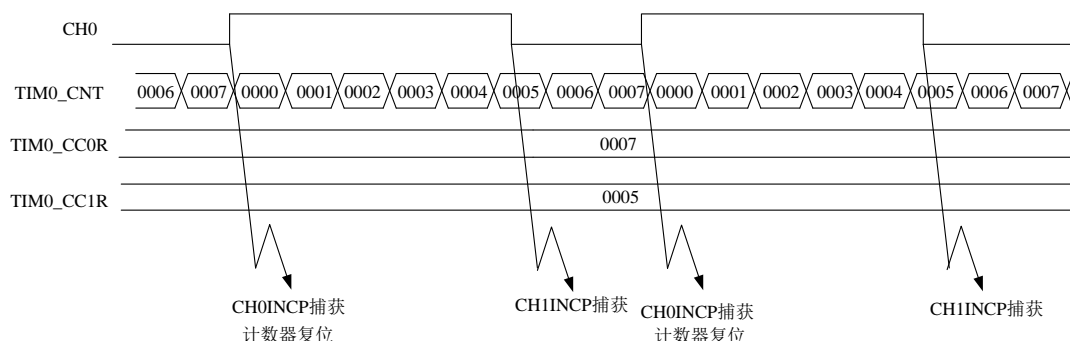 CH0
TIM0_CNT 0006 0007 0000 0001 0002 0003 0004 0005 0006 0007 0000 0001 0002 0003 0004 0005 0006 0007
TIM0_CC0R 0007
TIM0_CC1R 0005
CH0INCP捕获 CH1INCP捕获 CH0INCP捕获 CH1INCP捕获
计数器复位 计数器复位